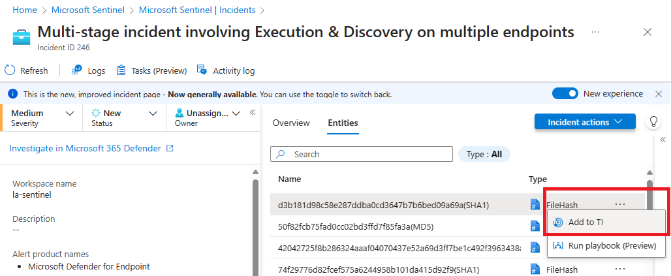 Home > Microsoft Sentinel > Microsoft Sentinel | Incidents >
Multi-stage incident involving Execution & Discovery on multiple endpoints ...
Incident ID 246
Refresh Logs Tasks (Preview) Activity log
This is the new, improved incident page - Now generally available. You can use the toggle to switch back. New experience
Medium New Unassign...
Severity Status Owner
Overview Entities Incident actions
Investigate in Microsoft 365 Defender
Search Type : All
Workspace name
la-sentinel
Name Type
Description
--
d3b181d98c58e287ddba0cd3647b7b6bed09a69a(SHA1) FileHash ...
50f82fcb75fad0cc02bd3ffd7f85fa3a(MD5) Add to TI
Alert product names
42042725f8b286324aaaf04070437e52a69d3ff7be1c492f3963438a Run playbook (Preview)
• Microsoft Defender for Endpoint
74f29776d82fcef575a6244958b101da415d92f9(SHA1) FileHash ...